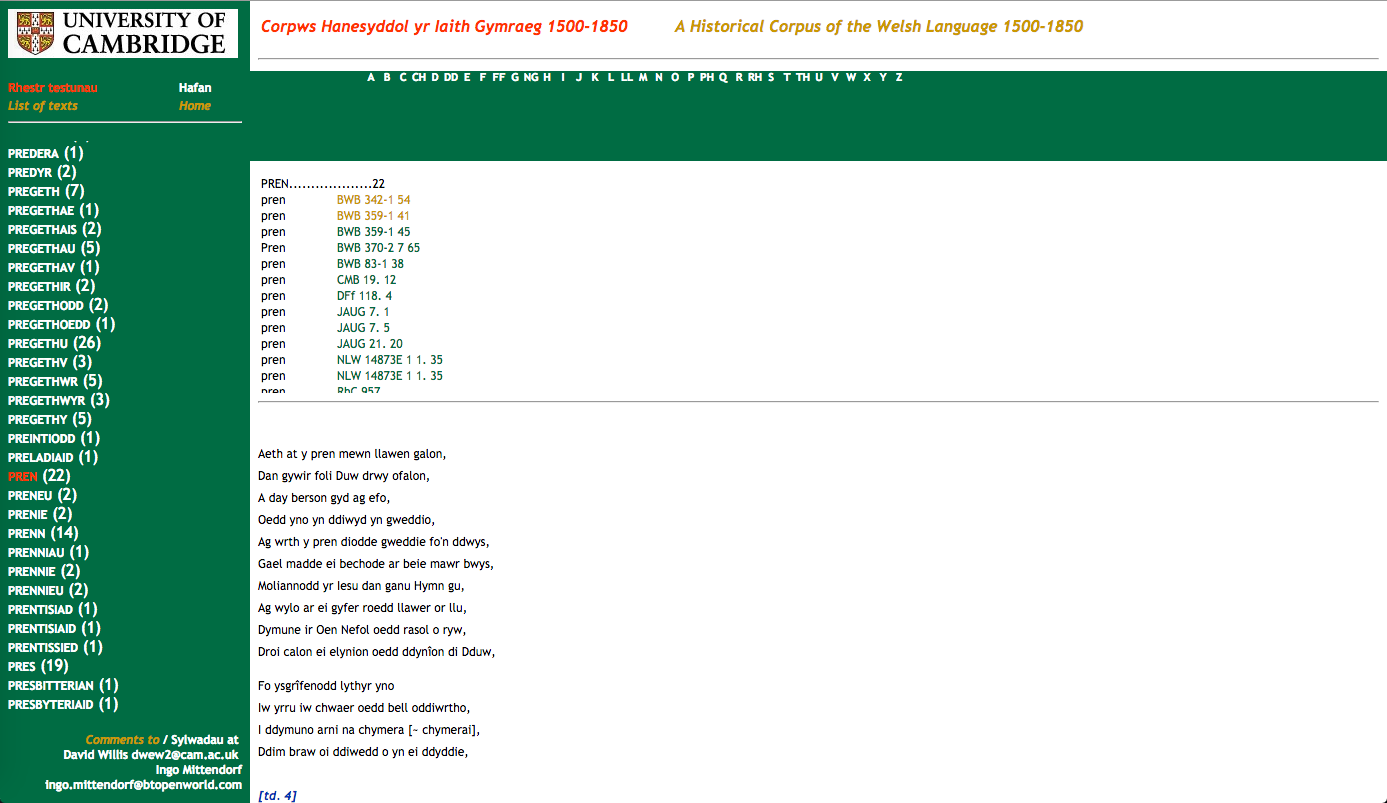 UNIVERSITY OF
CAMBRIDGE
Rhestr testunau Hafan
List of texts Home
PREDERA (1)
PREDYR (2)
PREGETH (7)
PREGETHAE (1)
PREGETHAIS (2)
PREGETHAU (5)
PREGETHAV (1)
PREGETHIR (2)
PREGETHODD (2)
PREGETHOEDD (1)
PREGETHU (26)
PREGETHV (3)
PREGETHWR (5)
PREGETHWYR (3)
PREGETHY (5)
PREINTIODD (1)
PRELADIAID (1)
PREN (22)
PRENEU (2)
PRENIE (2)
PRENN (14)
PRENNIAU (1)
PRENNIE (2)
PRENNIEU (2)
PRENTISIAD (1)
PRENTISIAID (1)
PRENTISSIED (1)
PRES (19)
PRESBITTERIAN (1)
PRESBYTERIAID (1)
Comments to / Sylwadau at
David Willis dwew2@cam.ac.uk
Ingo Mittendorf
ingo.mittendorf@btopenworld.com
Corpws Hanesyddol yr Iaith Gymraeg 1500-1850 A Historical Corpus of the Welsh Language 1500-1850
A B C CH D DD E F FF G NG H I J K L LL M N O P PH Q R RH S T TH U V W X Y Z
PREN...................22
pren BWB 342-1 54
pren BWB 359-1 41
pren BWB 359-1 45
Pren BWB 370-2 7 65
pren BWB 83-1 38
pren CMB 19. 12
pren DFf 118. 4
pren JAUG 7. 1
pren JAUG 7. 5
pren JAUG 21. 20
pren NLW 14873E 1 1. 35
pren NLW 14873E 1 1. 35
pren RhC 957
Aeth at y pren mewn llawen galon,
Dan gywir foli Duw drwy ofalon,
A day berson gyd ag efo,
Oedd yno yn ddiwyd yn gweddio,
Ag wrth y pren diodde gweddie fo'n ddwys,
Gael madde ei bechode ar beie mawr bwys,
Moliannodd yr Iesu dan ganu Hymn gu,
Ag wylo ar ei gyfer roedd llawer or llu,
Dymune ir Oen Nefol oedd rasol o ryw,
Droi calon ei elynion oedd ddynîon di Dduw,
Fo ysgrîfenodd lythyr yno
Iw yrru iw chwaer oedd bell oddiwrtho,
I ddymuno arni na chymera [~ chymerai],
Ddim braw oi ddiwedd o yn ei ddyddie,
[td. 4]